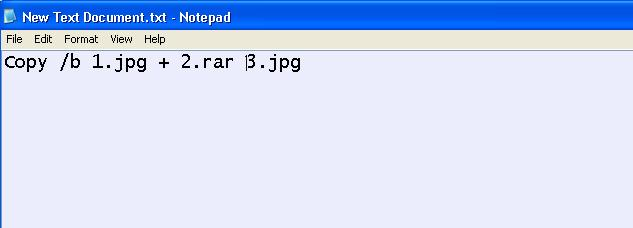 New Text Document.txt - Notepad
File Edit Format View Help
Copy /b 1.jpg + 2.rar 3.jpg